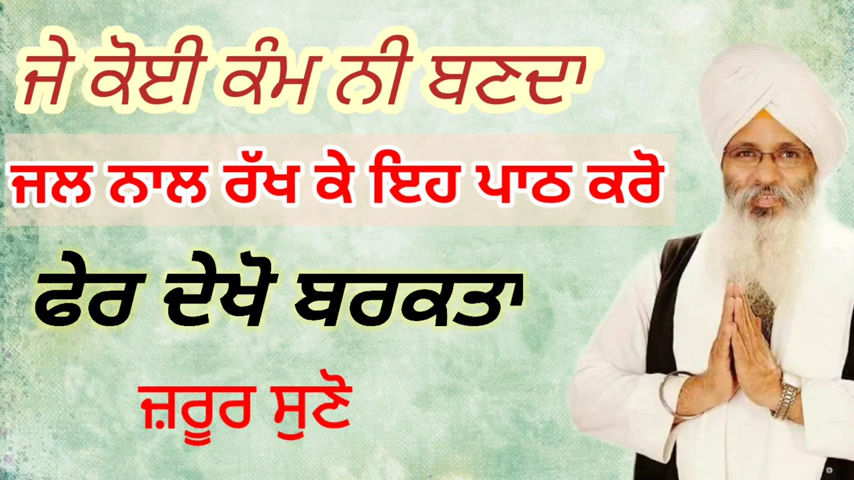 ਜੇ ਕੋਈ ਕੰਮ ਨੀ ਬਣਦਾ
ਜਲ ਨਾਲ ਰੱਖ ਕੇ ਇਹ ਪਾਠ ਕਰੋ
ਫੇਰ ਦੇਖੋ ਬਰਕਤਾ
ਜ਼ਰੂਰ ਸੁਣੋ